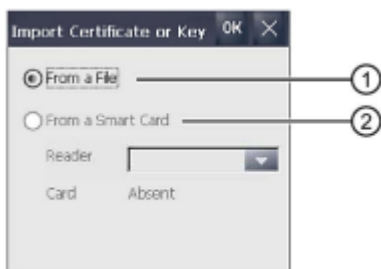 Import Certificate or Key OK
From a File
1
From a Smart Card
2
Reader
Card Absent